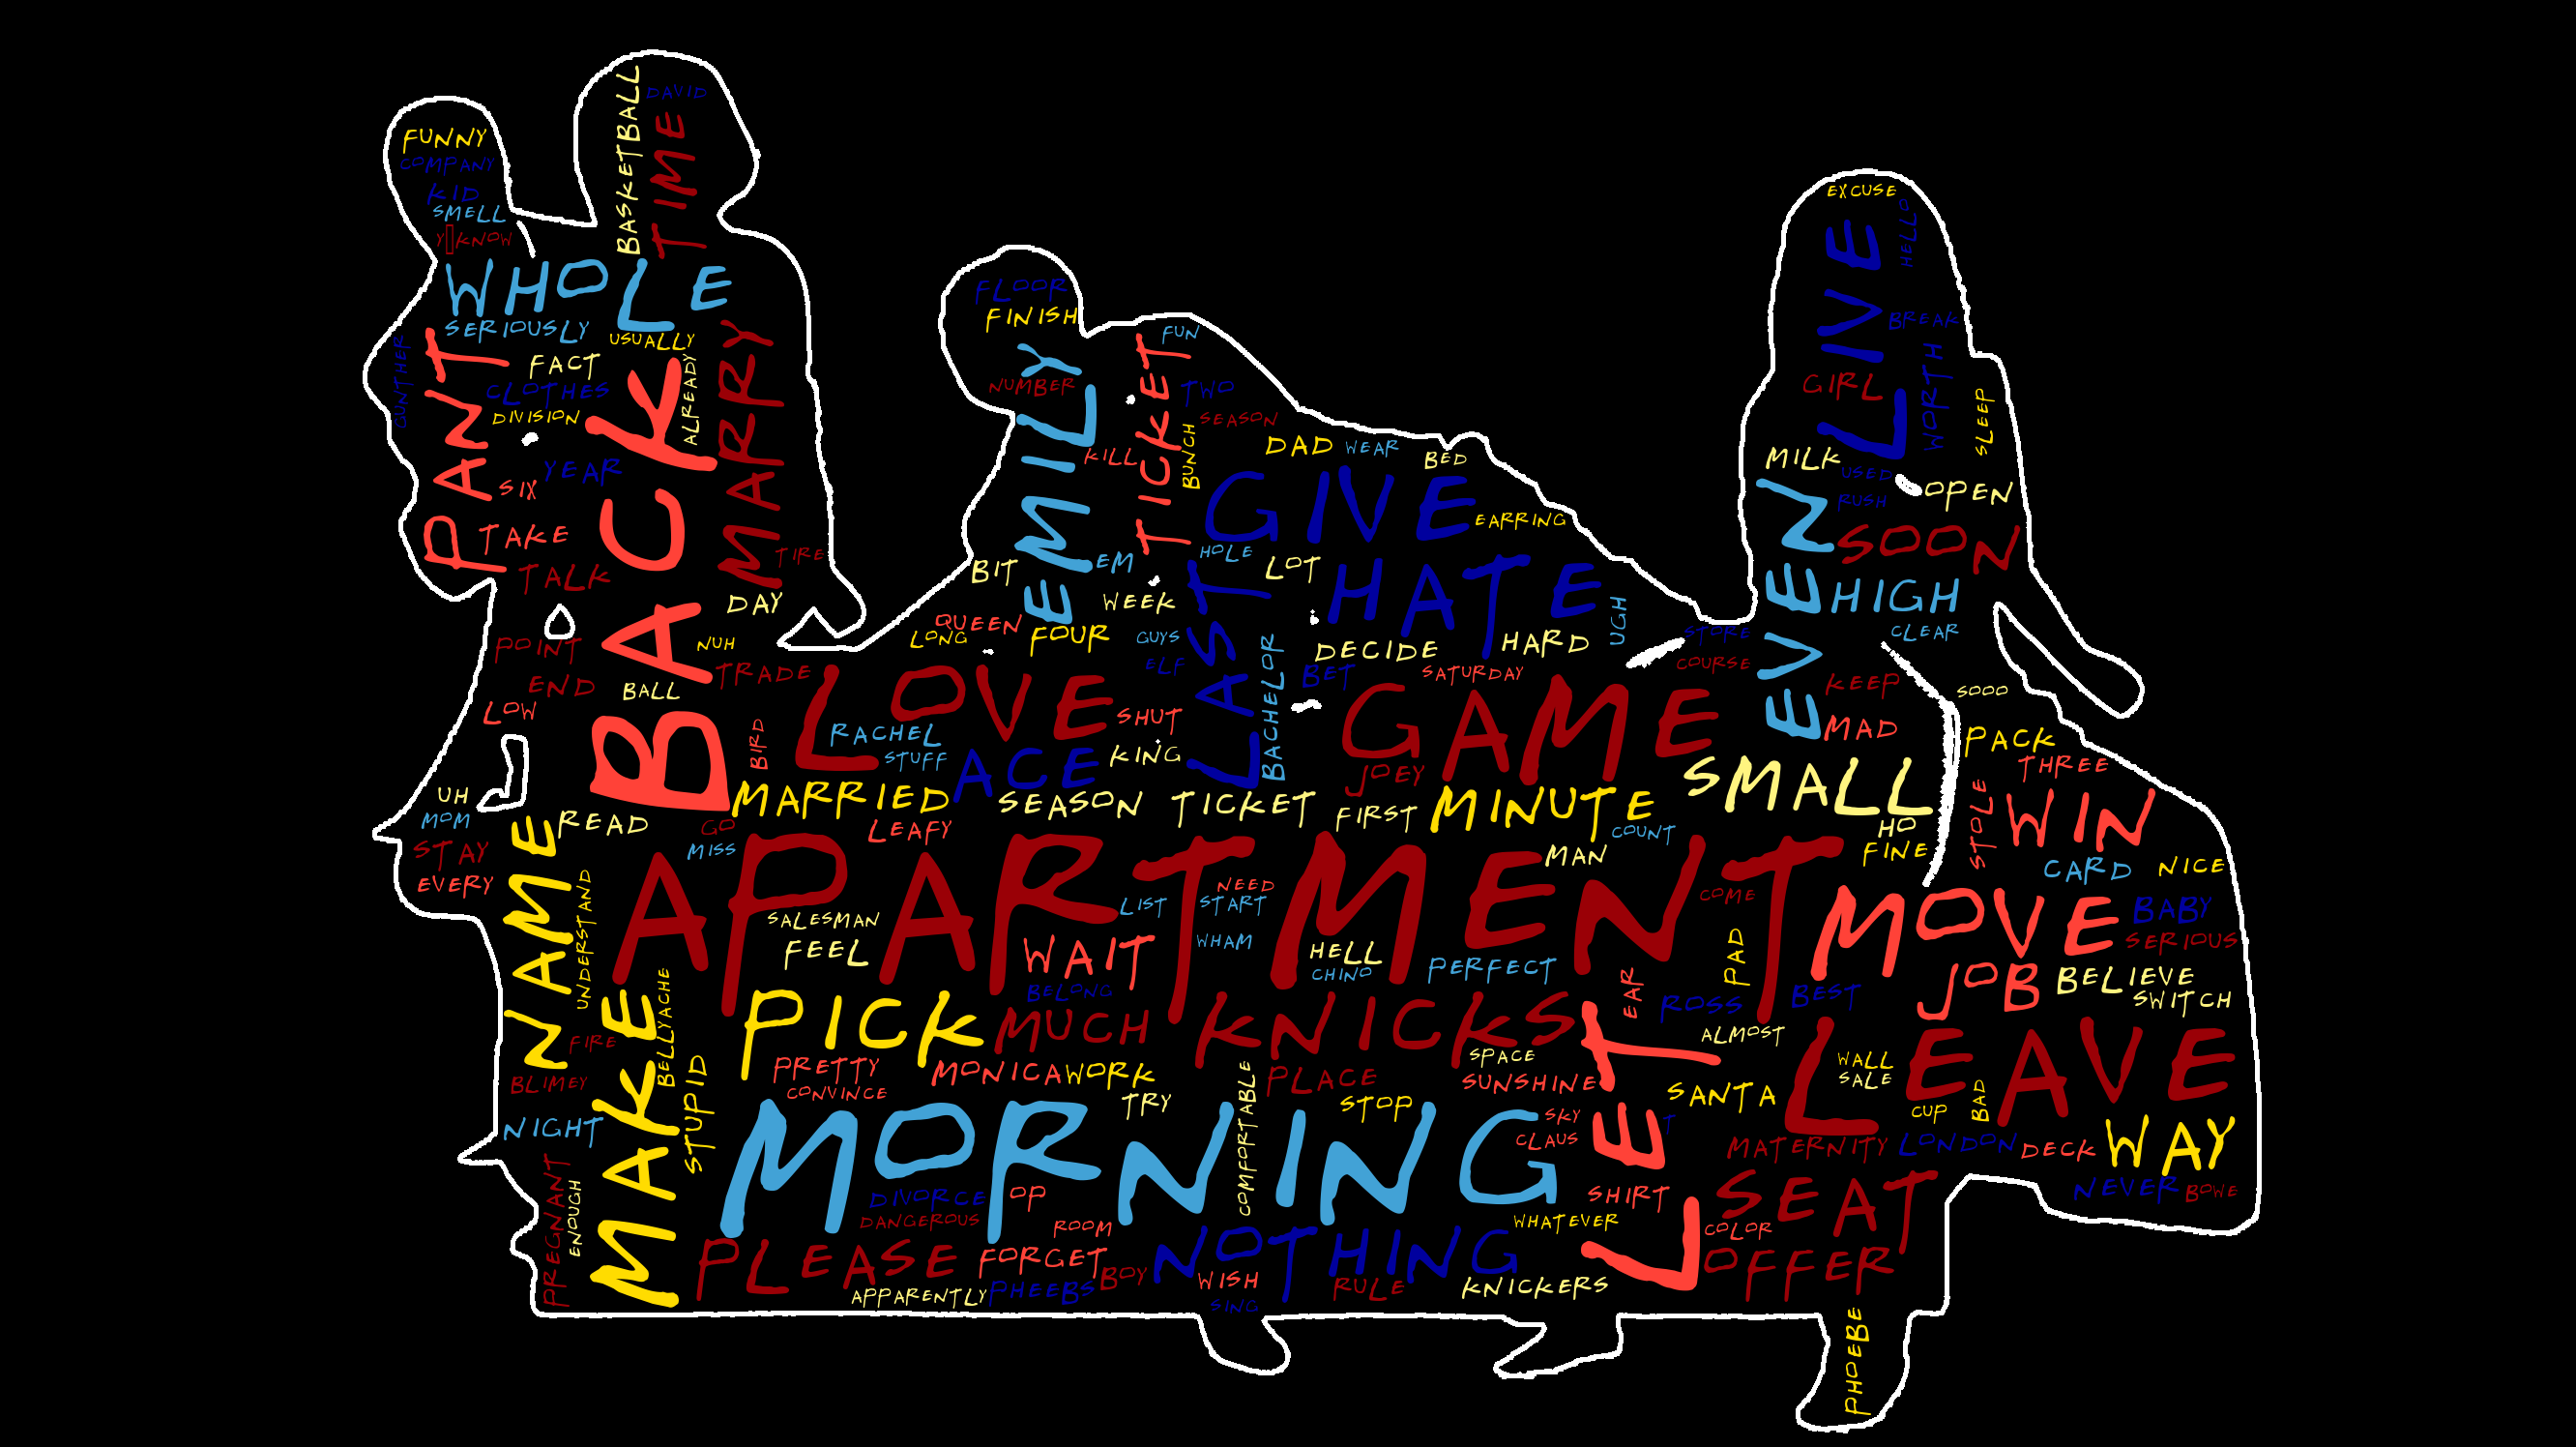 FUNNY
COMPANY
KID
SMELL
Y▯KNOW
DAVID
BASKETBALL
TIME
WHOLE
SERIOUSLY
USUALLY
GUNTHER
PANT
FACT
CLOTHES
DIVISION
ALREADY
BACK
MARRY
YEAR
SIX
TAKE
TALK
TIRE
DAY
POINT
NUH
END
BALL
TRADE
LOW
BIRD
FLOOR
FINISH
NUMBER
EMILY
TICKET
FUN
TWO
SEASON
KILL
BUNCH
DAD
WEAR
BED
GIVE
EARRING
BIT
EM
HOLE
LOT
HATE
WEEK
QUEEN
LONG
FOUR
GUYS
ELF
LAST
BACHELOR
DECIDE
HARD
UGH
BET
SATURDAY
EXCUSE
LIVE
HELLO
BREAK
GIRL
WORTH
SLEEP
MILK
USED
RUSH
OPEN
EVEN
SOON
HIGH
CLEAR
STORE
COURSE
KEEP
MAD
SOOO
LOVE
RACHEL
STUFF
SHUT
ACE
KING
GAME
JOEY
SMALL
PACK
THREE
STOLE
WIN
MARRIED
SEASON TICKET
FIRST
MINUTE
COUNT
HO
FINE
UH
MOM
STAY
EVERY
READ
GO
MISS
LEAFY
MAN
CARD
NICE
NAME
UNDERSTAND
APARTMENT
SALESMAN
FEEL
LIST
NEED
START
WAIT
WHAM
HELL
CHINO
PERFECT
COME
PAD
MOVE
BABY
SERIOUS
JOB
BELIEVE
SWITCH
BELONG
EAR
ROSS
BEST
MAKE
BELLYACHE
PICK
MUCH
KNICKS
LET
ALMOST
FIRE
BLIMEY
STUPID
PRETTY
CONVINCE
MONICA
WORK
PLACE
SPACE
SUNSHINE
SANTA
WALL
SALE
LEAVE
CUP
BAD
NIGHT
MORNING
TRY
COMFORTABLE
STOP
SKY
CLAUS
T
MATERNITY
LONDON
DECK
WAY
PREGNANT
ENOUGH
DIVORCE
DANGEROUS
OP
ROOM
SHIRT
WHATEVER
SEAT
COLOR
NEVER
BOWE
PLEASE
FORGET
BOY
NOTHING
WISH
SING
RULE
KNICKERS
OFFER
APPARENTLY
PHEEBS
PHOEBE